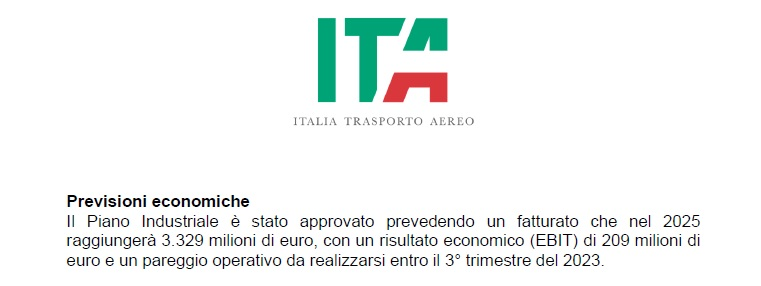 ITA
ITALIA TRASPORTO AEREO
Previsioni economiche
Il Piano Industriale è stato approvato prevedendo un fatturato che nel 2025
raggiungerà 3.329 milioni di euro, con un risultato economico (EBIT) di 209 milioni di
euro e un pareggio operativo da realizzarsi entro il 3° trimestre del 2023.